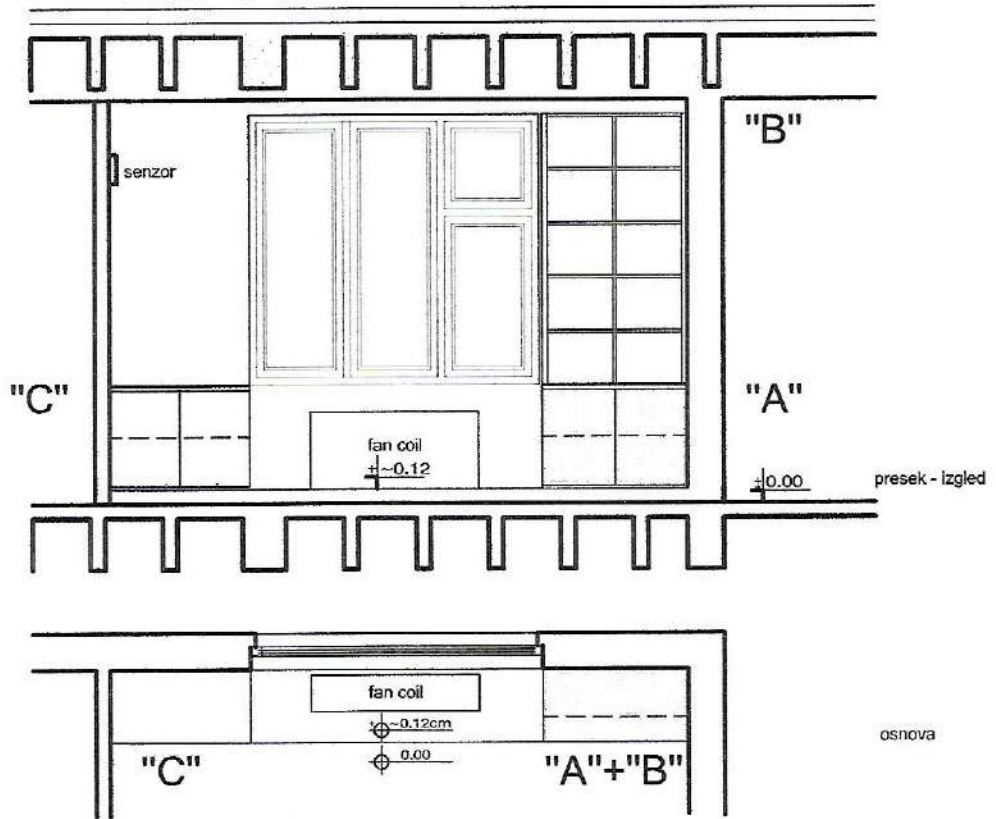 "B"
senzor
"C"
"A"
fan coil
±~0.12
±0.00
presek - izgled
fan coil
±~0.12cm
0.00
osnova
"C"
"A"+"B"